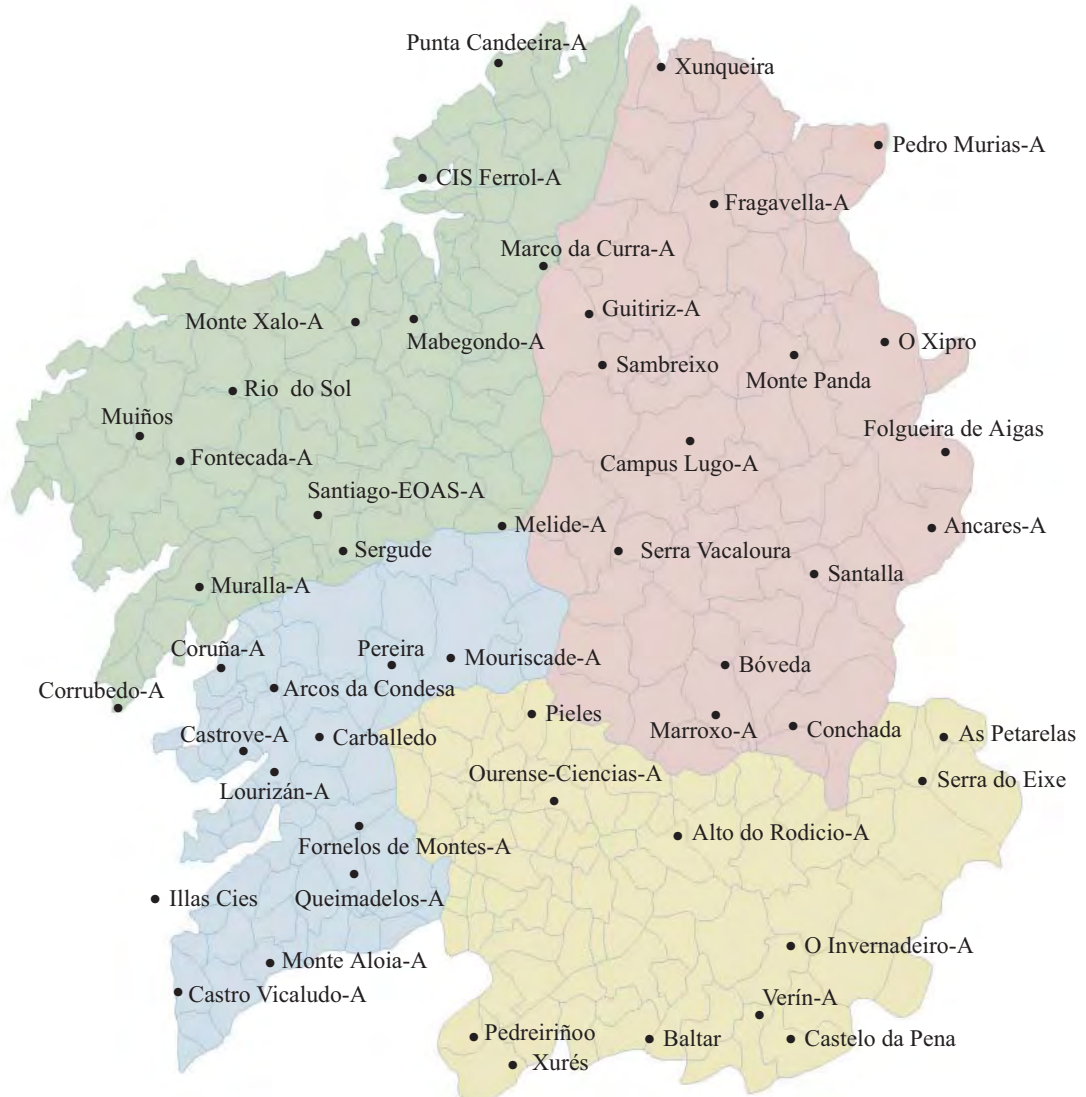 Punta Candeeira-A
Xunqueira
Pedro Murias-A
CIS Ferrol-A
Fragavella-A
Marco da Curra-A
Guitiriz-A
Monte Xalo-A
Mabegondo-A
O Xipro
Sambreixo
Monte Panda
Rio do Sol
Muiños
Folgueira de Aigas
Fontecada-A
Campus Lugo-A
Santiago-EOAS-A
Melide-A
Ancares-A
Sergude
Serra Vacaloura
Santalla
Muralla-A
Coruña-A
Pereira
Mouriscade-A
Bóveda
Corrubedo-A
Arcos da Condesa
Pieles
Marroxo-A
Conchada
Castrove-A
Carballedo
As Petarelas
Ourense-Ciencias-A
Serra do Eixe
Lourizán-A
Fornelos de Montes-A
Alto do Rodicio-A
Illas Cies
Queimadelos-A
O Invernadeiro-A
Monte Aloia-A
Castro Vicaludo-A
Verín-A
Pedreiriñoo
Baltar
Castelo da Pena
Xurés